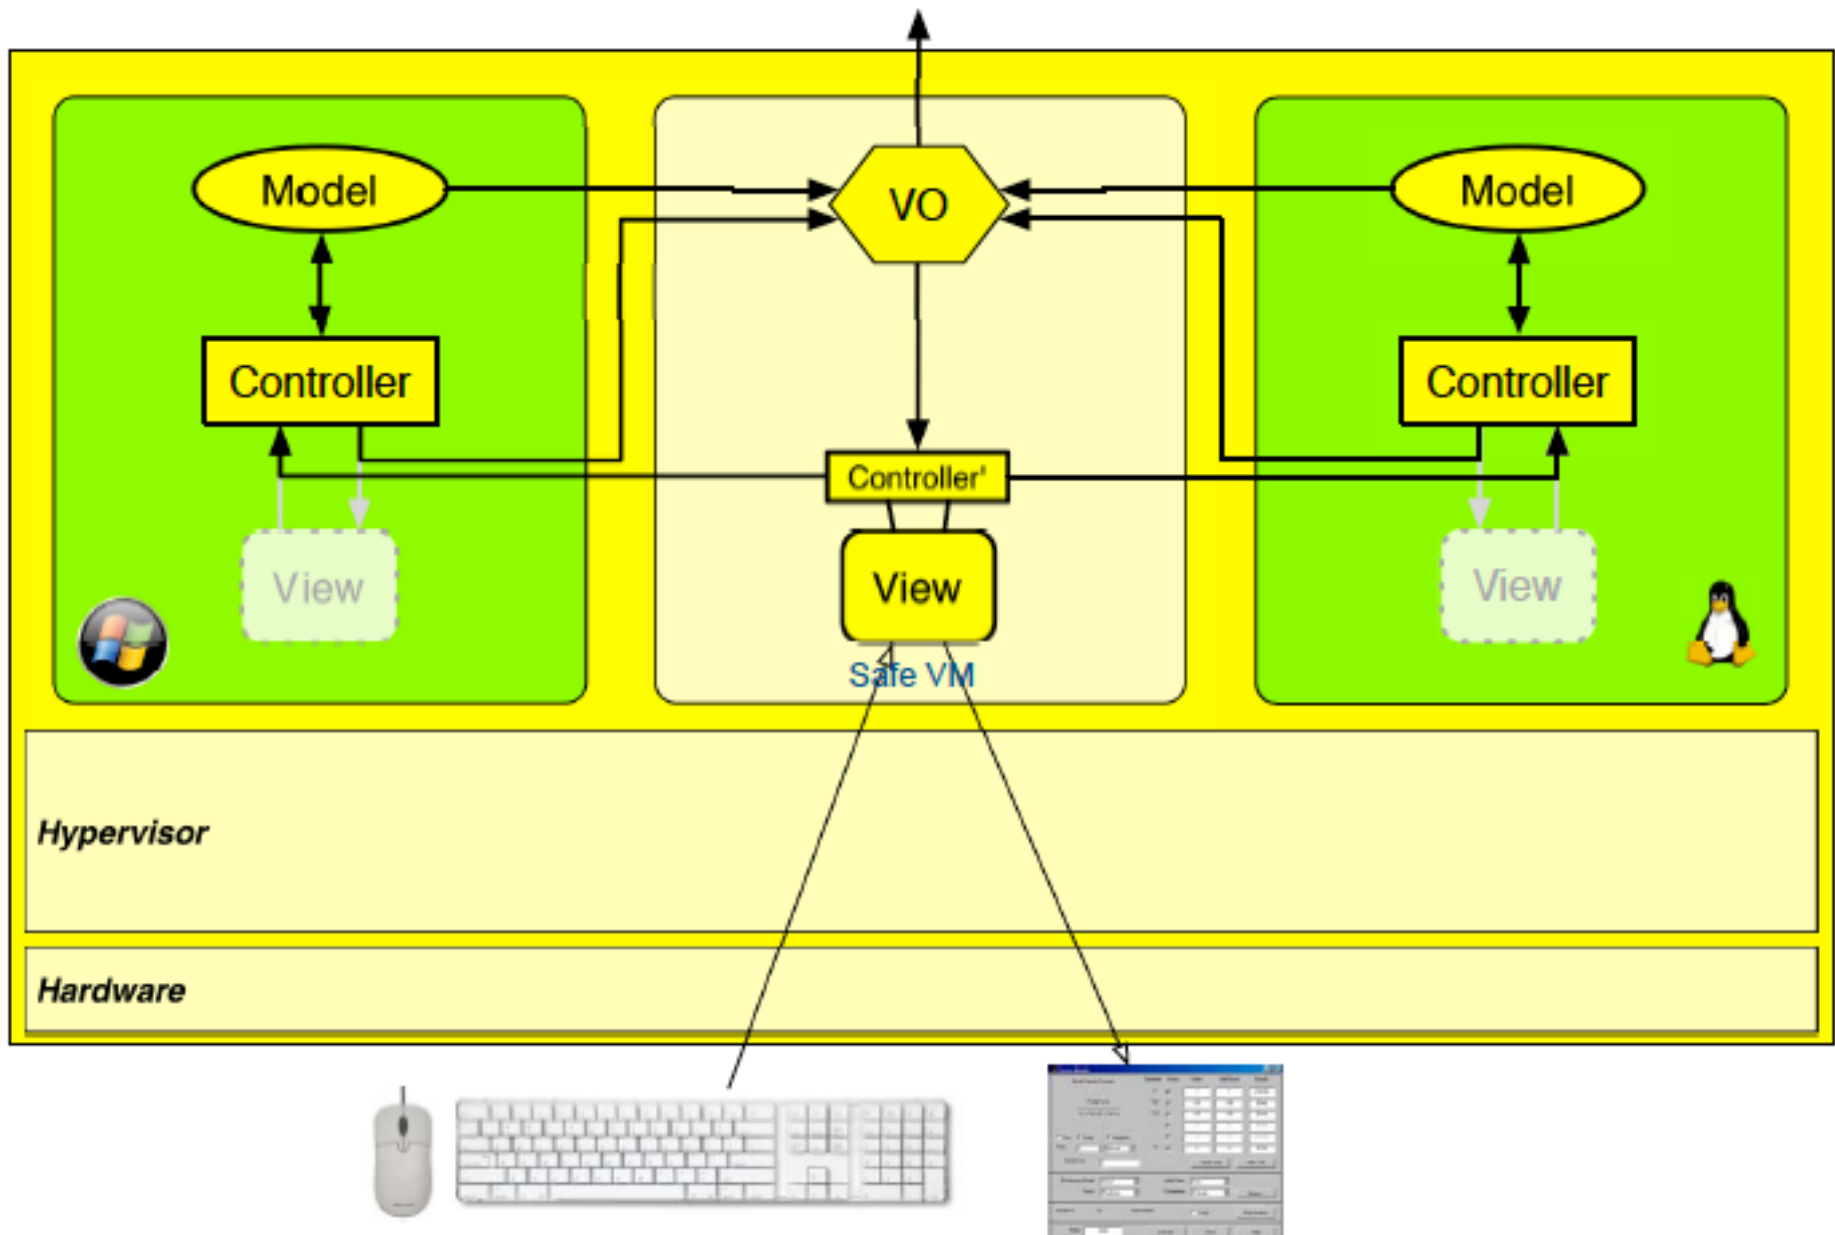 Model
VO
Model
Controller
Controller
Controller'
View
View
View
Safe VM
Hypervisor
Hardware